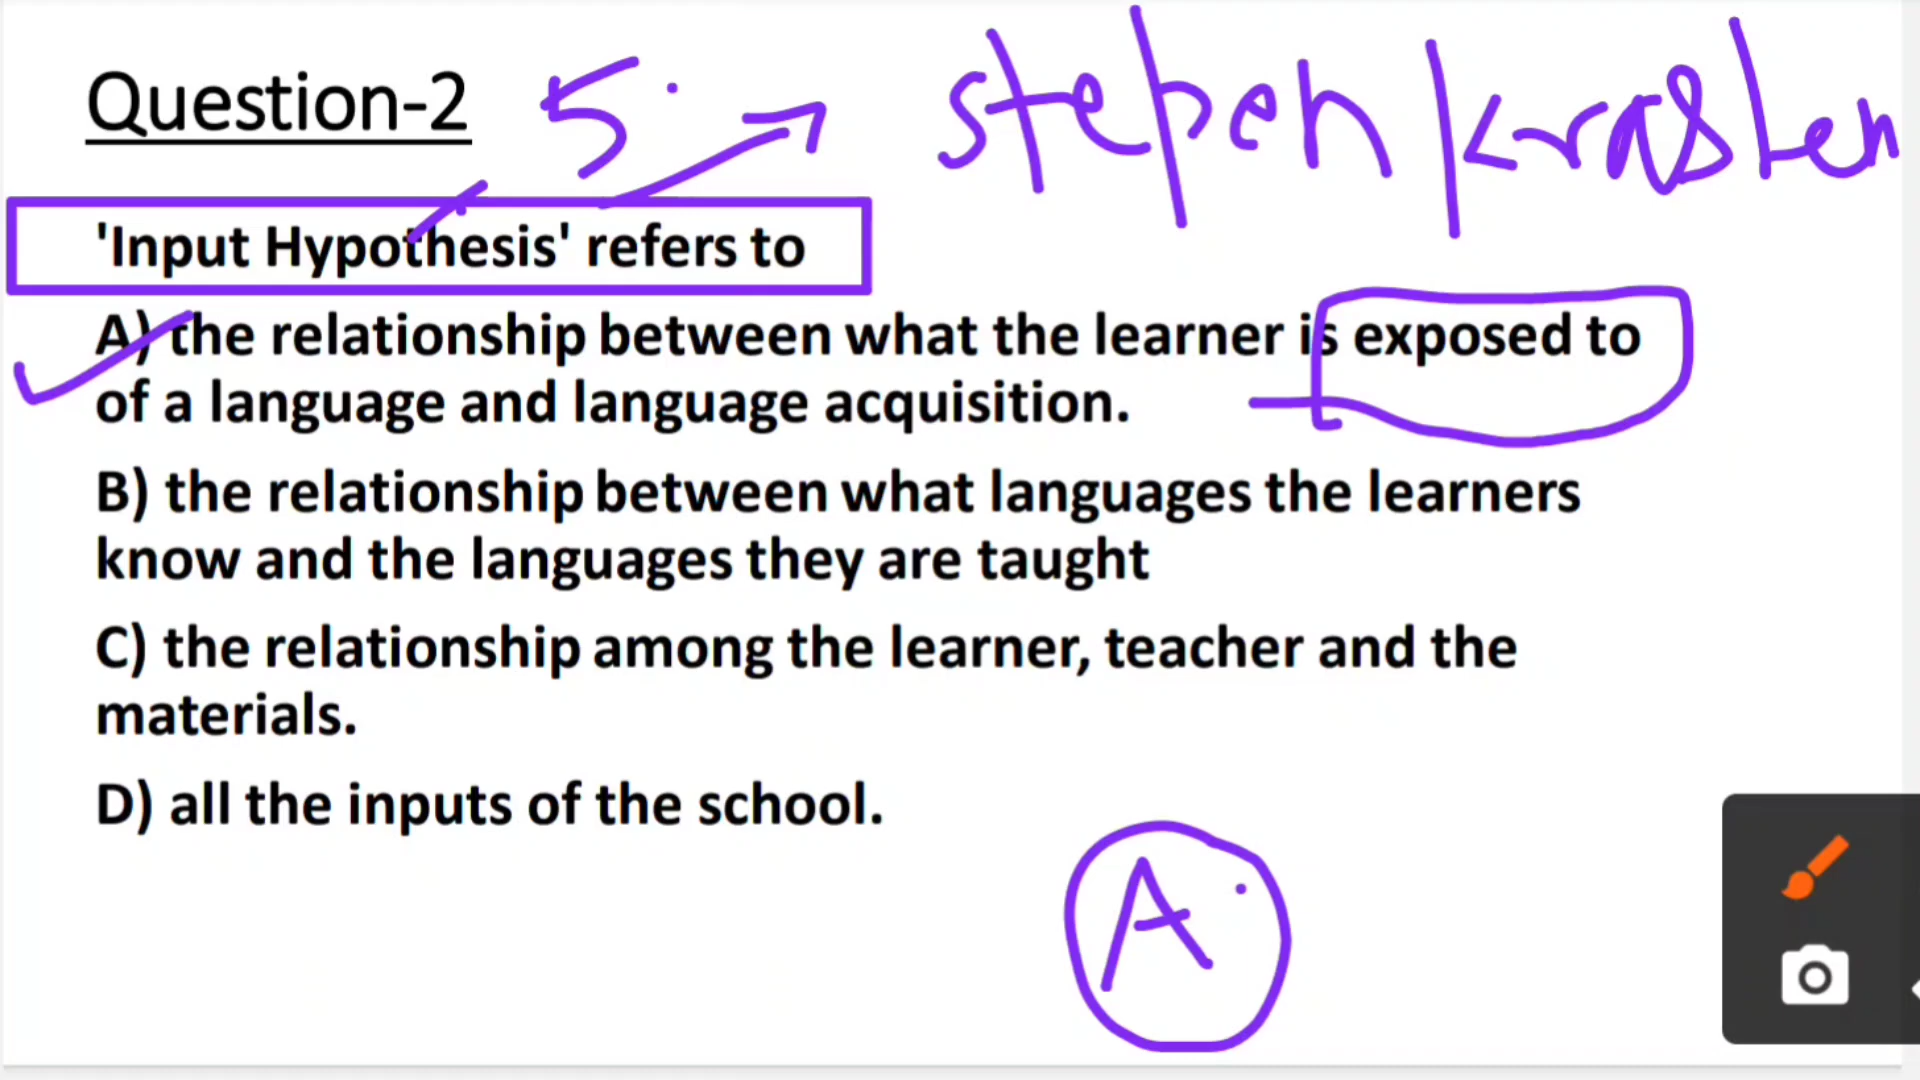 Question-2 5. stepen krashen
'Input Hypothesis' refers to
A) the relationship between what the learner is exposed to
of a language and language acquisition.
B) the relationship between what languages the learners
know and the languages they are taught
C) the relationship among the learner, teacher and the
materials.
D) all the inputs of the school.
A